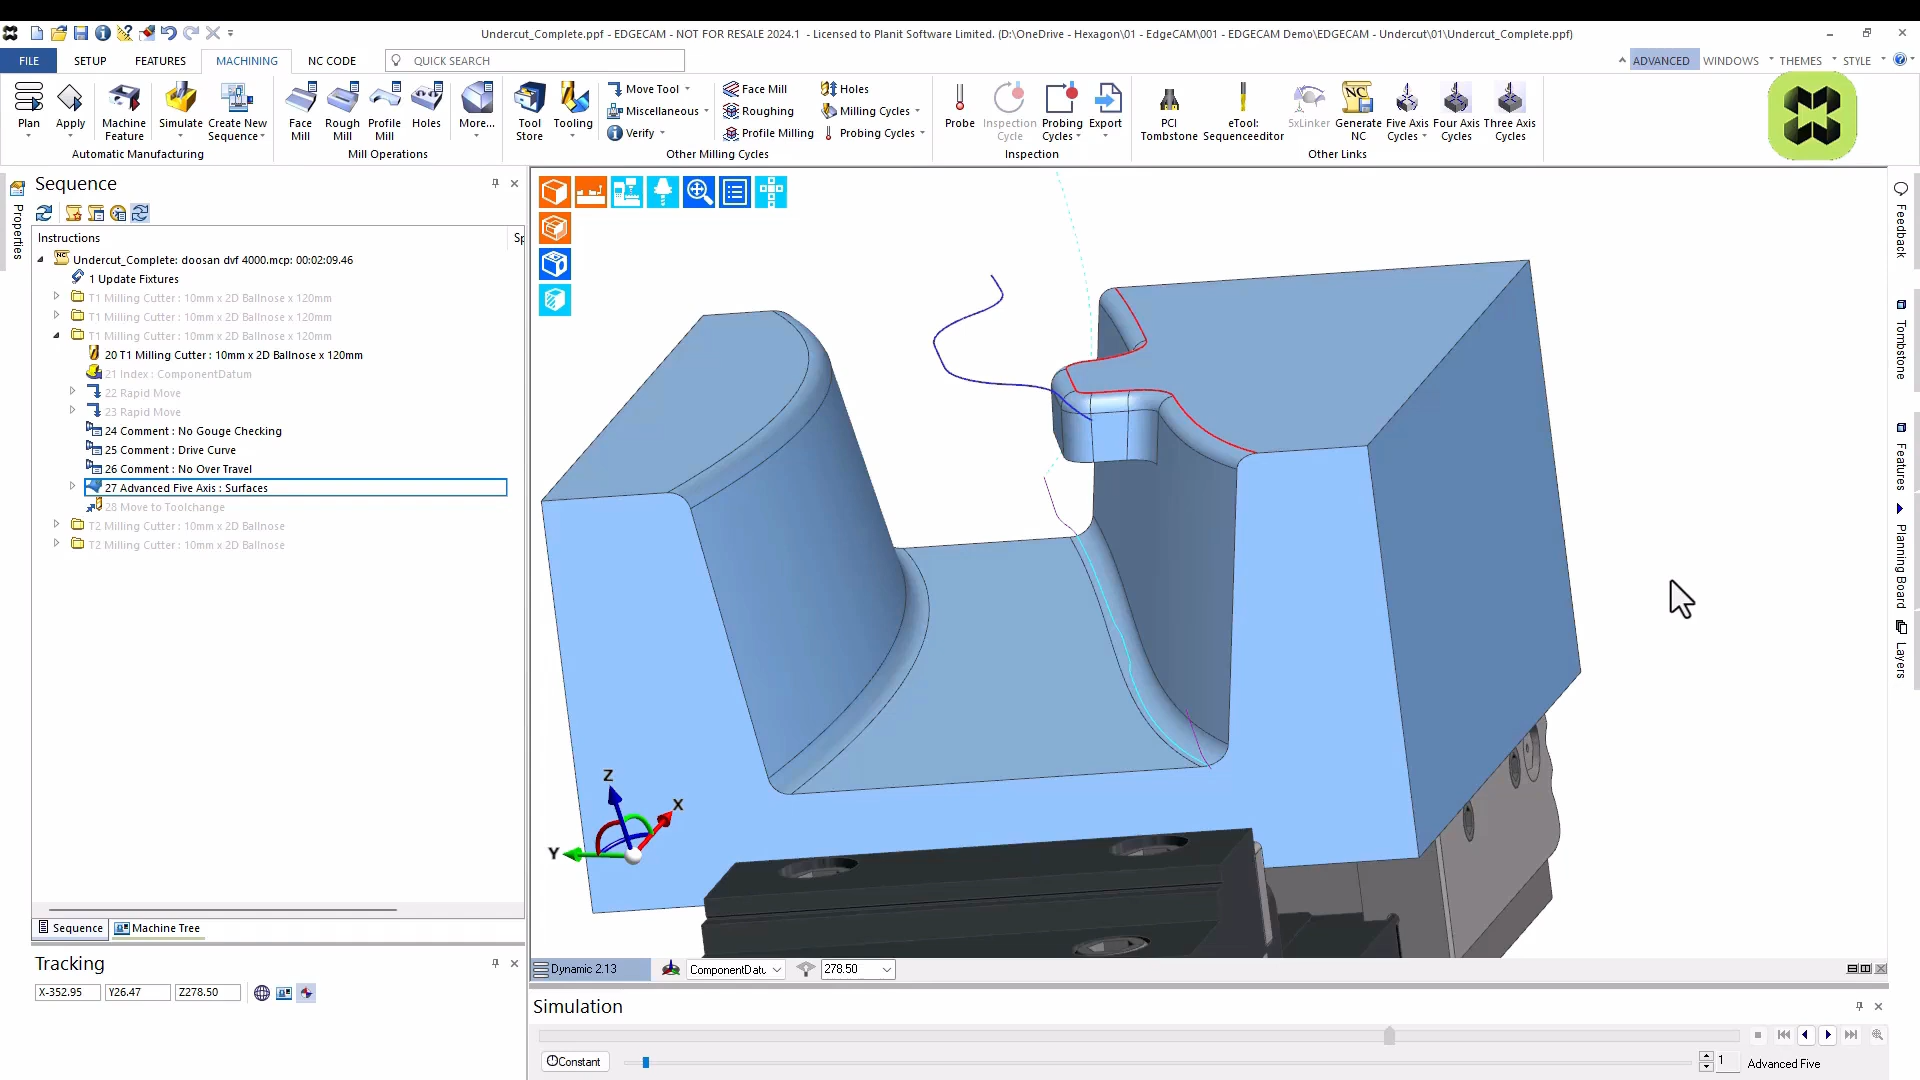 Undercut_Complete.ppf - EDGECAM - NOT FOR RESALE 2024.1 - Licensed to Planit Software Limited. (D:\OneDrive - Hexagon\01 - EdgeCAM\001 - EDGECAM Demo\EDGECAM - Undercut\01\Undercut_Complete.ppf)
FILE SETUP FEATURES MACHINING NC CODE QUICK SEARCH ADVANCED WINDOWS THEMES STYLE
Plan Apply Machine Feature Simulate Create New Sequence
Automatic Manufacturing
Face Mill Rough Mill Profile Mill Holes More...
Mill Operations
Tool Store Tooling
Move Tool Face Mill Holes
Miscellaneous Roughing Milling Cycles
Verify Profile Milling Probing Cycles
Other Milling Cycles
Probe Inspection Cycle Probing Cycles Export
Inspection
PCI Tombstone eTool: Sequenceeditor 5xLinker Generate NC Five Axis Cycles Four Axis Cycles Three Axis Cycles
Other Links
Properties
Sequence
Instructions Sp
Undercut_Complete: doosan dvf 4000.mcp: 00:02:09.46
1 Update Fixtures
T1 Milling Cutter : 10mm x 2D Ballnose x 120mm
T1 Milling Cutter : 10mm x 2D Ballnose x 120mm
T1 Milling Cutter : 10mm x 2D Ballnose x 120mm
20 T1 Milling Cutter : 10mm x 2D Ballnose x 120mm
21 Index : ComponentDatum
22 Rapid Move
23 Rapid Move
24 Comment : No Gouge Checking
25 Comment : Drive Curve
26 Comment : No Over Travel
27 Advanced Five Axis : Surfaces
28 Move to Toolchange
T2 Milling Cutter : 10mm x 2D Ballnose
T2 Milling Cutter : 10mm x 2D Ballnose
Sequence Machine Tree
Tracking
X-352.95 Y26.47 Z278.50
Z
X
Y
Dynamic 2.13 ComponentDatu 278.50
Simulation
Constant 1 Advanced Five
Feedback
Tombstone
Features
Planning Board
Layers